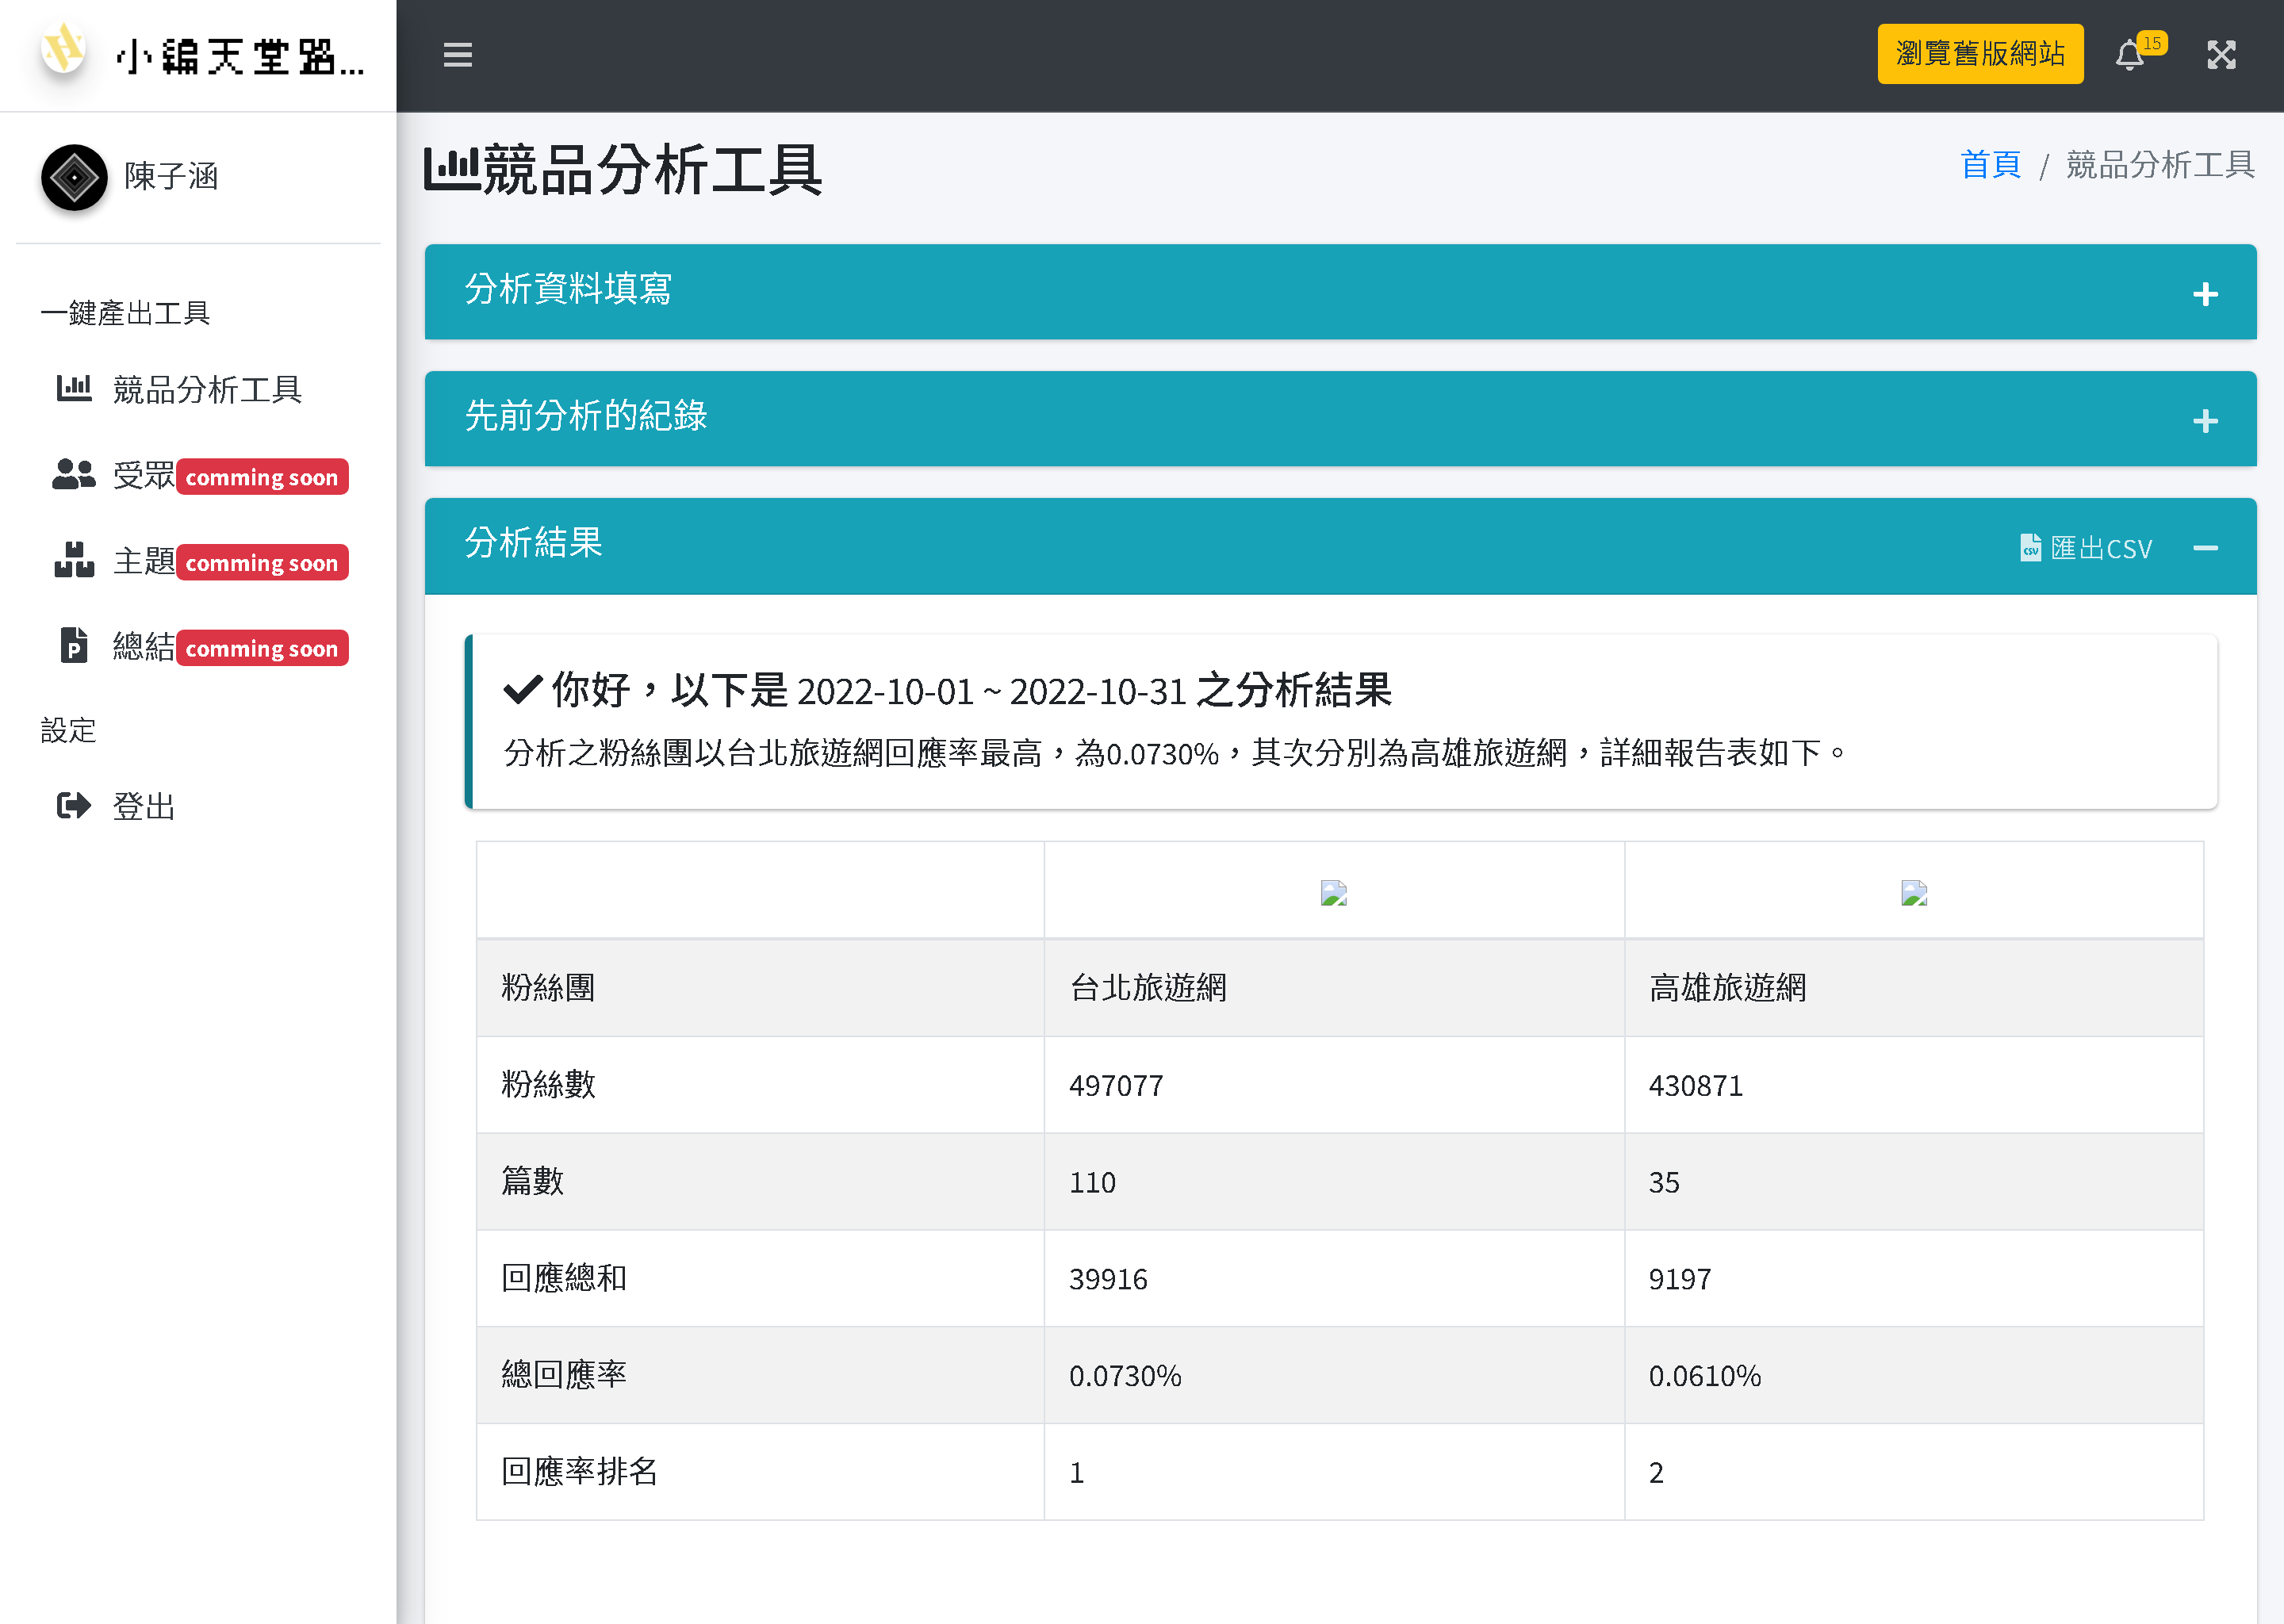 小編天堂路...
瀏覽舊版網站
15
陳子涵
競品分析工具
首頁 / 競品分析工具
一鍵產出工具
競品分析工具
受眾 comming soon
主題 comming soon
總結 comming soon
設定
登出
分析資料填寫
先前分析的紀錄
分析結果
匯出CSV
你好，以下是 2022-10-01 ~ 2022-10-31 之分析結果
分析之粉絲團以台北旅遊網回應率最高，為0.0730%，其次分別為高雄旅遊網，詳細報告表如下。
粉絲團 台北旅遊網 高雄旅遊網
粉絲數 497077 430871
篇數 110 35
回應總和 39916 9197
總回應率 0.0730% 0.0610%
回應率排名 1 2